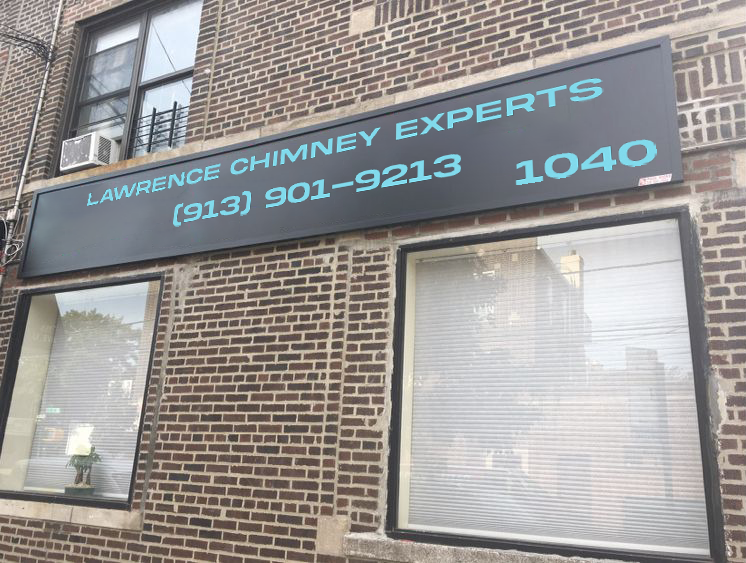 LAWRENCE CHIMNEY EXPERTS
(913) 901-9213
1040